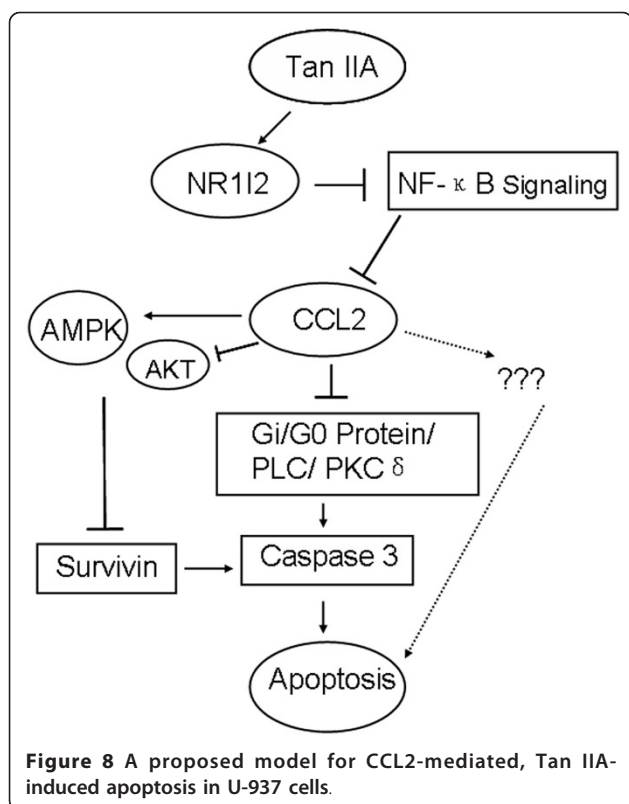 Tan IIA
NR1I2
NF- κ B Signaling
CCL2
AMPK
AKT
???
Gi/G0 Protein/
PLC/ PKC δ
Survivin
Caspase 3
Apoptosis
Figure 8 A proposed model for CCL2-mediated, Tan IIA-
induced apoptosis in U-937 cells.